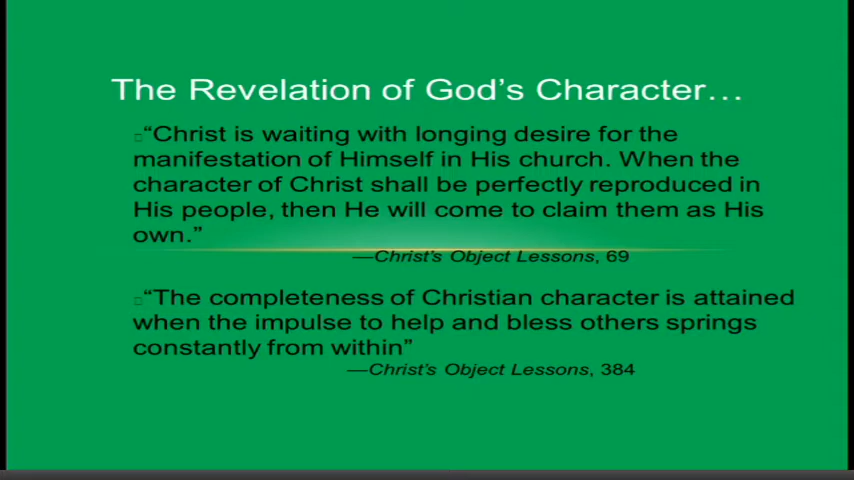 The Revelation of God’s Character…
“Christ is waiting with longing desire for the
manifestation of Himself in His church. When the
character of Christ shall be perfectly reproduced in
His people, then He will come to claim them as His
own.”
—Christ’s Object Lessons, 69
“The completeness of Christian character is attained
when the impulse to help and bless others springs
constantly from within”
—Christ’s Object Lessons, 384